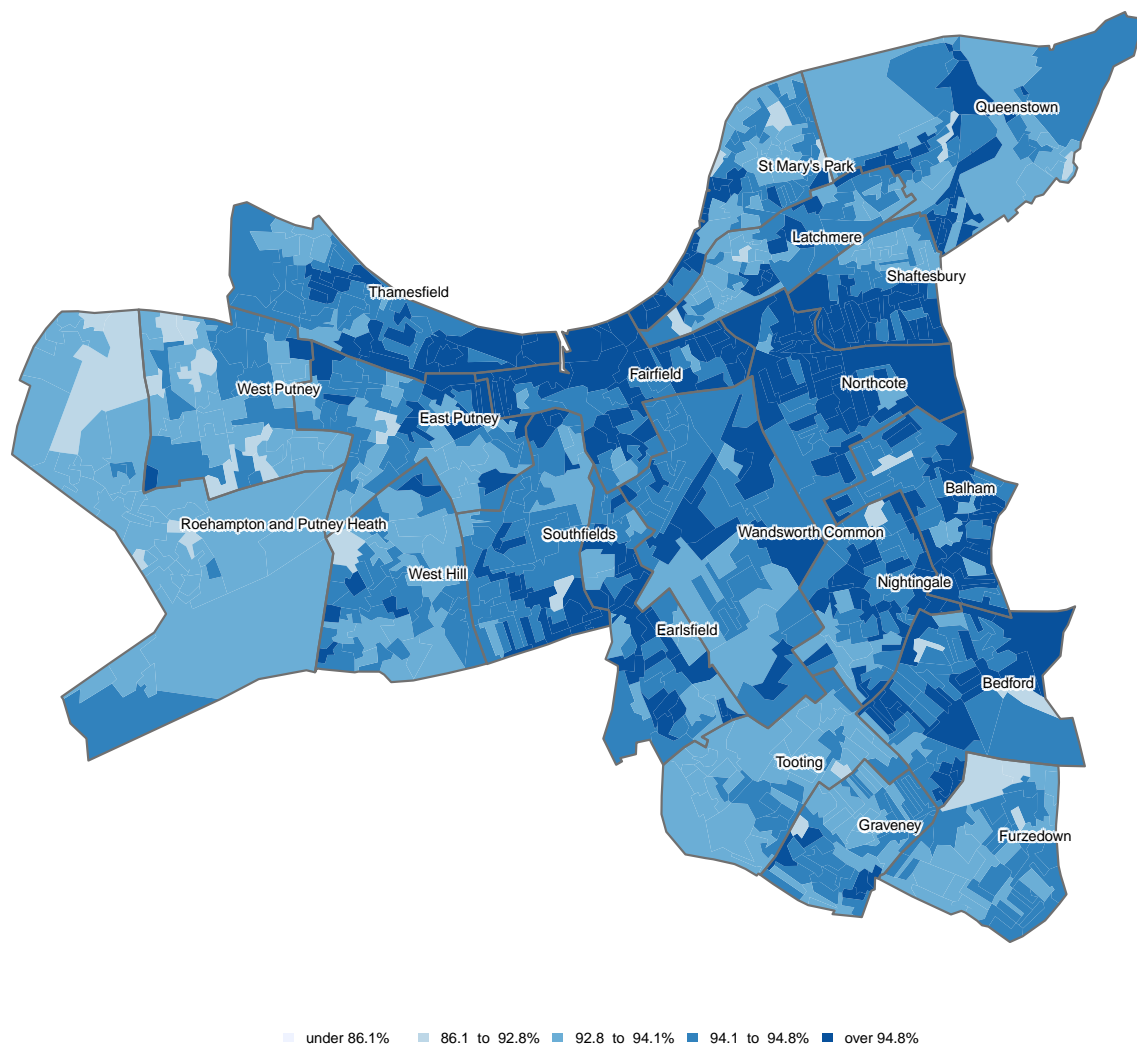 Queenstown
St Mary's Park
Latchmere
Shaftesbury
Thamesfield
Fairfield
Northcote
West Putney
East Putney
Balham
Roehampton and Putney Heath
Southfields
Wandsworth Common
West Hill
Nightingale
Earlsfield
Bedford
Tooting
Graveney
Furzedown
under 86.1% 86.1 to 92.8% 92.8 to 94.1% 94.1 to 94.8% over 94.8%